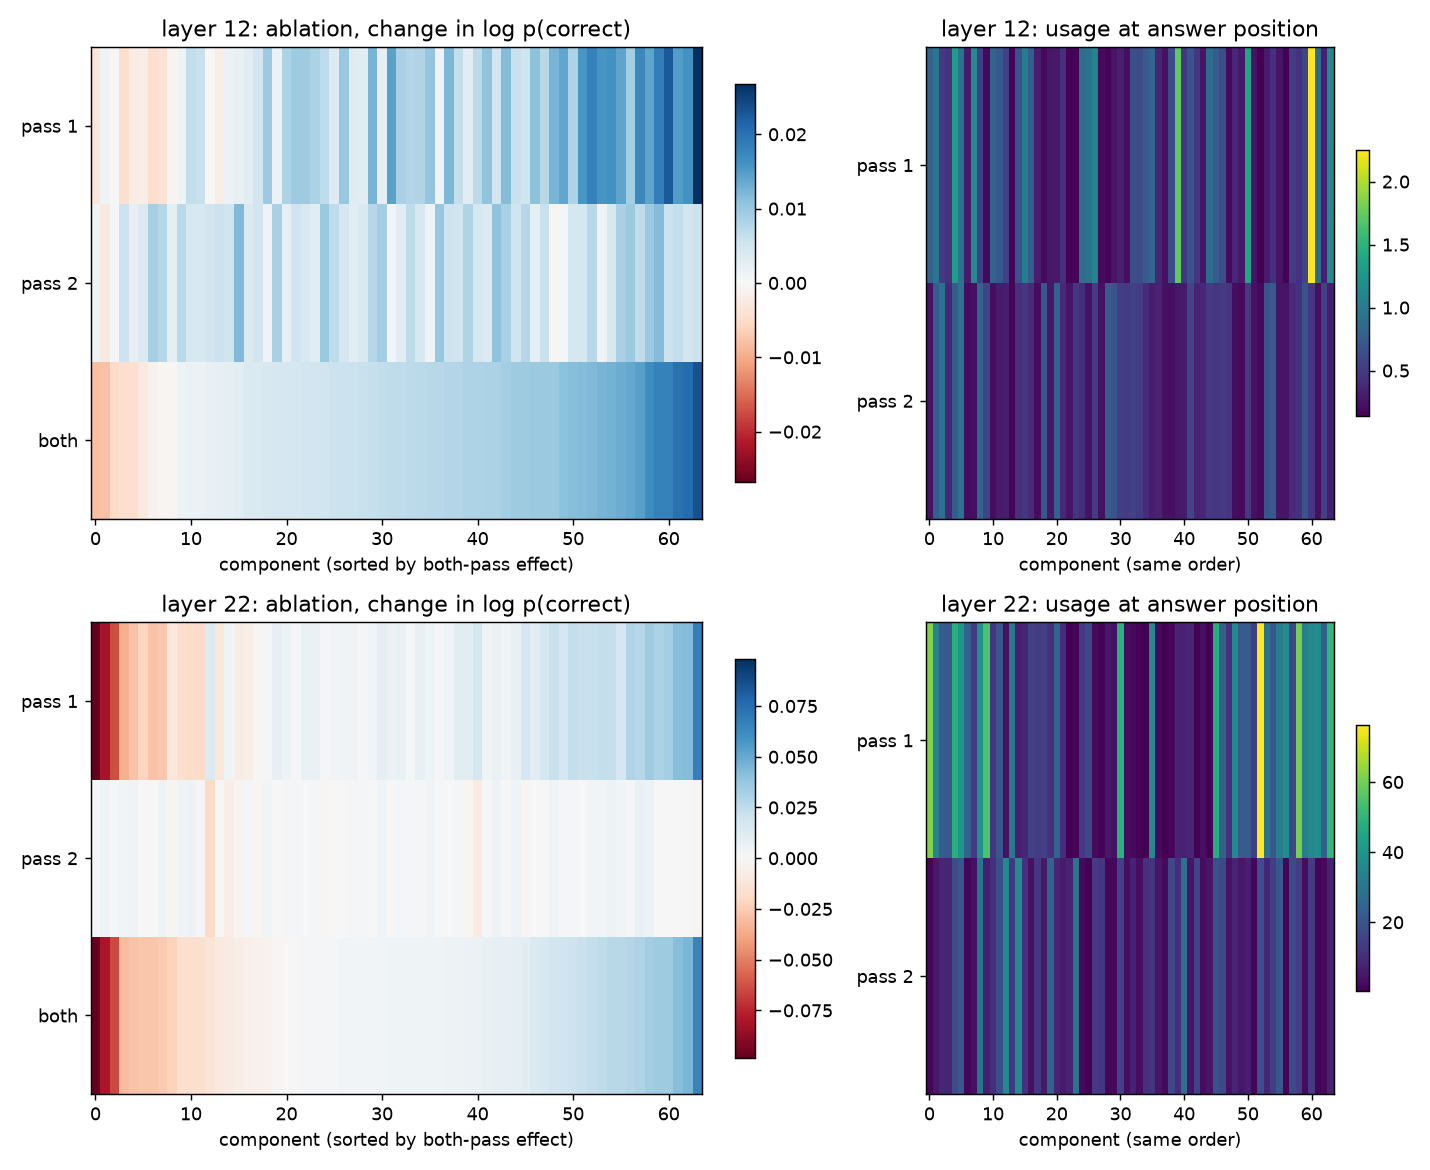 layer 12: ablation, change in log p(correct)
pass 1
pass 2
both
0 10 20 30 40 50 60
component (sorted by both-pass effect)
0.02
0.01
0.00
−0.01
−0.02
layer 12: usage at answer position
pass 1
pass 2
0 10 20 30 40 50 60
component (same order)
2.0
1.5
1.0
0.5
layer 22: ablation, change in log p(correct)
pass 1
pass 2
both
0 10 20 30 40 50 60
component (sorted by both-pass effect)
0.075
0.050
0.025
0.000
−0.025
−0.050
−0.075
layer 22: usage at answer position
pass 1
pass 2
0 10 20 30 40 50 60
component (same order)
60
40
20